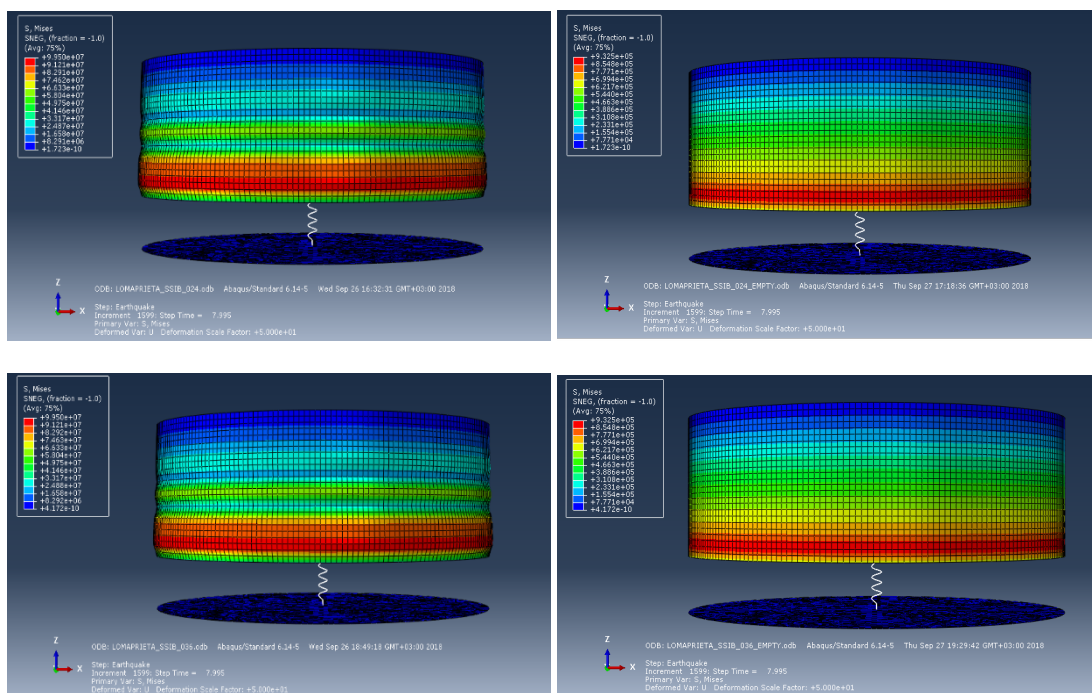 S, Mises
SNEG, (fraction = -1.0)
(Avg: 75%)
+9.950e+07
+9.121e+07
+8.291e+07
+7.462e+07
+6.633e+07
+5.804e+07
+4.975e+07
+4.146e+07
+3.317e+07
+2.487e+07
+1.658e+07
+8.291e+06
+1.723e-10
Z
X
ODB: LOMAPRIETA_SSIB_024.odb Abaqus/Standard 6.14-5 Wed Sep 26 16:32:31 GMT+03:00 2018
Step: Earthquake
Increment 1599: Step Time = 7.995
Primary Var: S, Mises
Deformed Var: U Deformation Scale Factor: +5.000e+01
S, Mises
SNEG, (fraction = -1.0)
(Avg: 75%)
+9.325e+05
+8.548e+05
+7.771e+05
+6.994e+05
+6.217e+05
+5.440e+05
+4.663e+05
+3.886e+05
+3.108e+05
+2.331e+05
+1.554e+05
+7.771e+04
+1.723e-10
Z
X
ODB: LOMAPRIETA_SSIB_024_EMPTY.odb Abaqus/Standard 6.14-5 Thu Sep 27 17:18:36 GMT+03:00 2018
Step: Earthquake
Increment 1599: Step Time = 7.995
Primary Var: S, Mises
Deformed Var: U Deformation Scale Factor: +5.000e+01
S, Mises
SNEG, (fraction = -1.0)
(Avg: 75%)
+9.950e+07
+9.121e+07
+8.292e+07
+7.463e+07
+6.633e+07
+5.804e+07
+4.975e+07
+4.146e+07
+3.317e+07
+2.488e+07
+1.658e+07
+8.292e+06
+4.172e-10
Z
X
ODB: LOMAPRIETA_SSIB_036.odb Abaqus/Standard 6.14-5 Wed Sep 26 18:49:18 GMT+03:00 2018
Step: Earthquake
Increment 1599: Step Time = 7.995
Primary Var: S, Mises
Deformed Var: U Deformation Scale Factor: +5.000e+01
S, Mises
SNEG, (fraction = -1.0)
(Avg: 75%)
+9.325e+05
+8.548e+05
+7.771e+05
+6.994e+05
+6.217e+05
+5.440e+05
+4.663e+05
+3.886e+05
+3.108e+05
+2.331e+05
+1.554e+05
+7.771e+04
+4.172e-10
Z
X
ODB: LOMAPRIETA_SSIB_036_EMPTY.odb Abaqus/Standard 6.14-5 Thu Sep 27 19:29:42 GMT+03:00 2018
Step: Earthquake
Increment 1599: Step Time = 7.995
Primary Var: S, Mises
Deformed Var: U Deformation Scale Factor: +5.000e+01